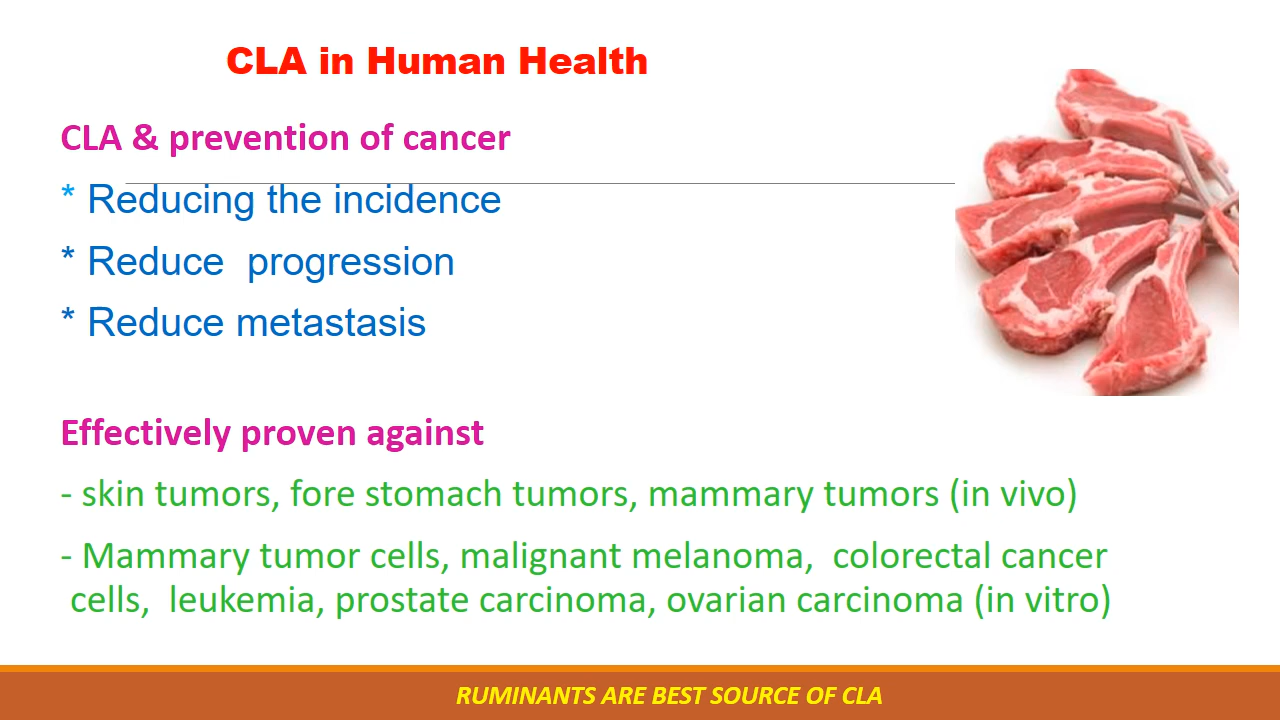 CLA in Human Health
CLA & prevention of cancer
* Reducing the incidence
* Reduce  progression
* Reduce metastasis
Effectively proven against
- skin tumors, fore stomach tumors, mammary tumors (in vivo)
- Mammary tumor cells, malignant melanoma,  colorectal cancer
cells,  leukemia, prostate carcinoma, ovarian carcinoma (in vitro)
RUMINANTS ARE BEST SOURCE OF CLA